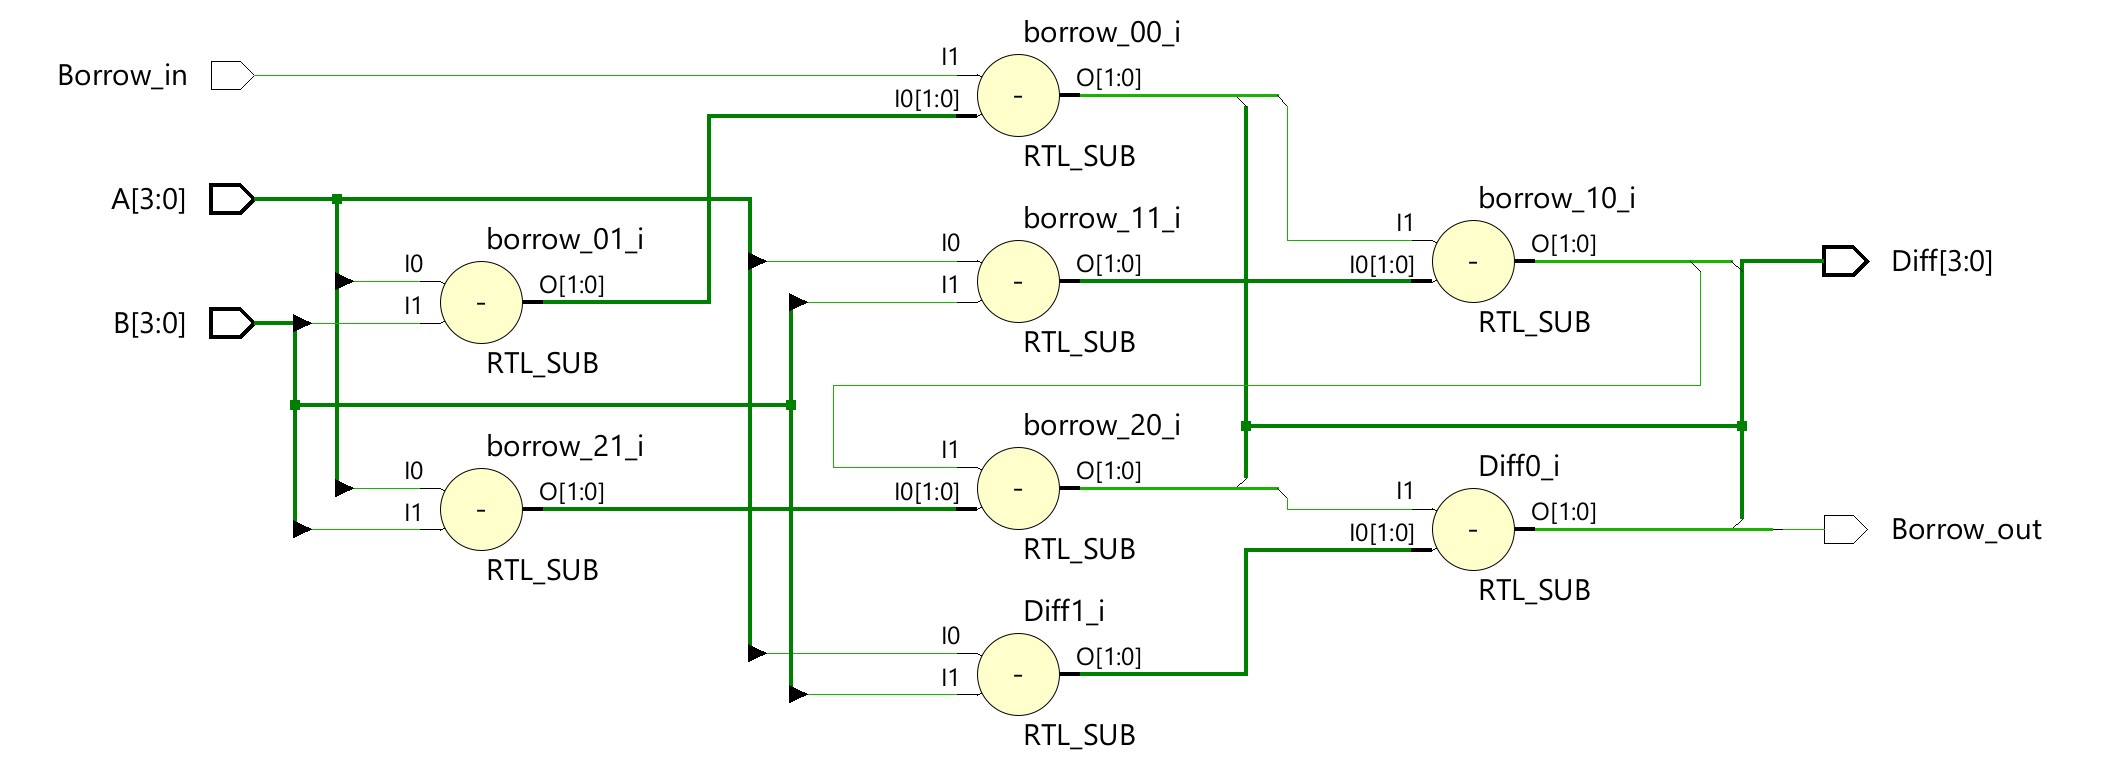 borrow_00_i
Borrow_in
I1
O[1:0]
I0[1:0]
-
RTL_SUB
A[3:0]
borrow_01_i
I0
O[1:0]
I1
-
RTL_SUB
B[3:0]
borrow_11_i
I0
O[1:0]
I1
-
RTL_SUB
borrow_10_i
I1
O[1:0]
I0[1:0]
-
RTL_SUB
Diff[3:0]
borrow_21_i
I0
O[1:0]
I1
-
RTL_SUB
borrow_20_i
I1
O[1:0]
I0[1:0]
-
RTL_SUB
Diff0_i
I1
O[1:0]
I0[1:0]
-
RTL_SUB
Borrow_out
Diff1_i
I0
O[1:0]
I1
-
RTL_SUB